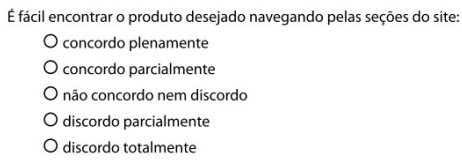 É fácil encontrar o produto desejado navegando pelas seções do site:
concordo plenamente
concordo parcialmente
não concordo nem discordo
discordo parcialmente
discordo totalmente